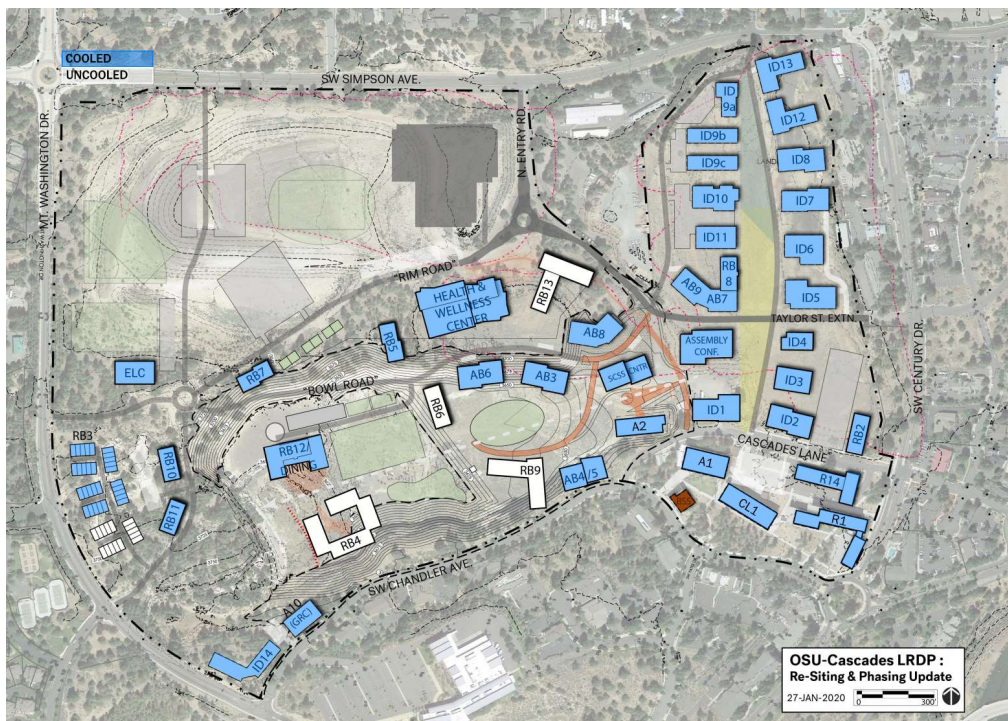 COOLED
UNCOOLED
SW SIMPSON AVE.
MT. WASHINGTON DR.
N. ENTRY RD.
ID
9a
ID13
ID12
ID9b
ID9c
ID8
LAND
ID10
ID7
ID11
ID6
"RIM ROAD"
HEALTH &
WELLNESS
CENTER
RB13
RB
8
AB9
AB7
ID5
TAYLOR ST. EXTN.
AB8
RB5
ASSEMBLY
CONF.
ID4
SW CENTURY DR.
ELC
RB7
"BOWL ROAD"
AB6
AB3
SCSS CNTR
ID3
RB6
ID1
ID2
RB2
A2
CASCADES LANE
RB3
RB10
RB12/
DINING
RB9
AB4/5
A1
R14
RB11
CL1
R1
RB4
SW CHANDLER AVE.
A10
(GRC)
ID14
OSU-Cascades LRDP :
Re-Siting & Phasing Update
27-JAN-2020
0 300'